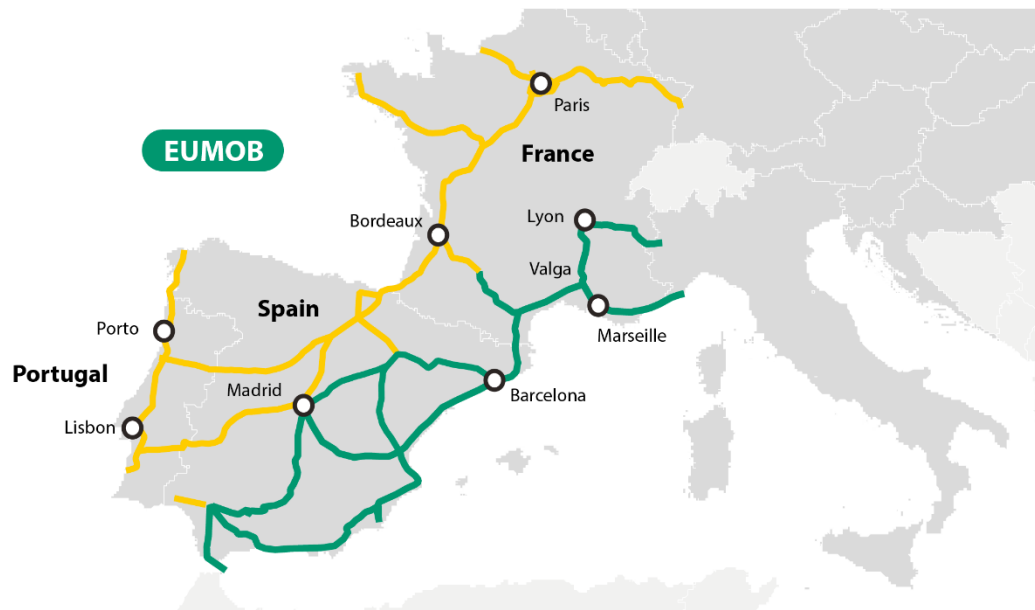 Paris
EUMOB
France
Bordeaux
Lyon
Valga
Spain
Porto
Marseille
Portugal
Madrid
Barcelona
Lisbon